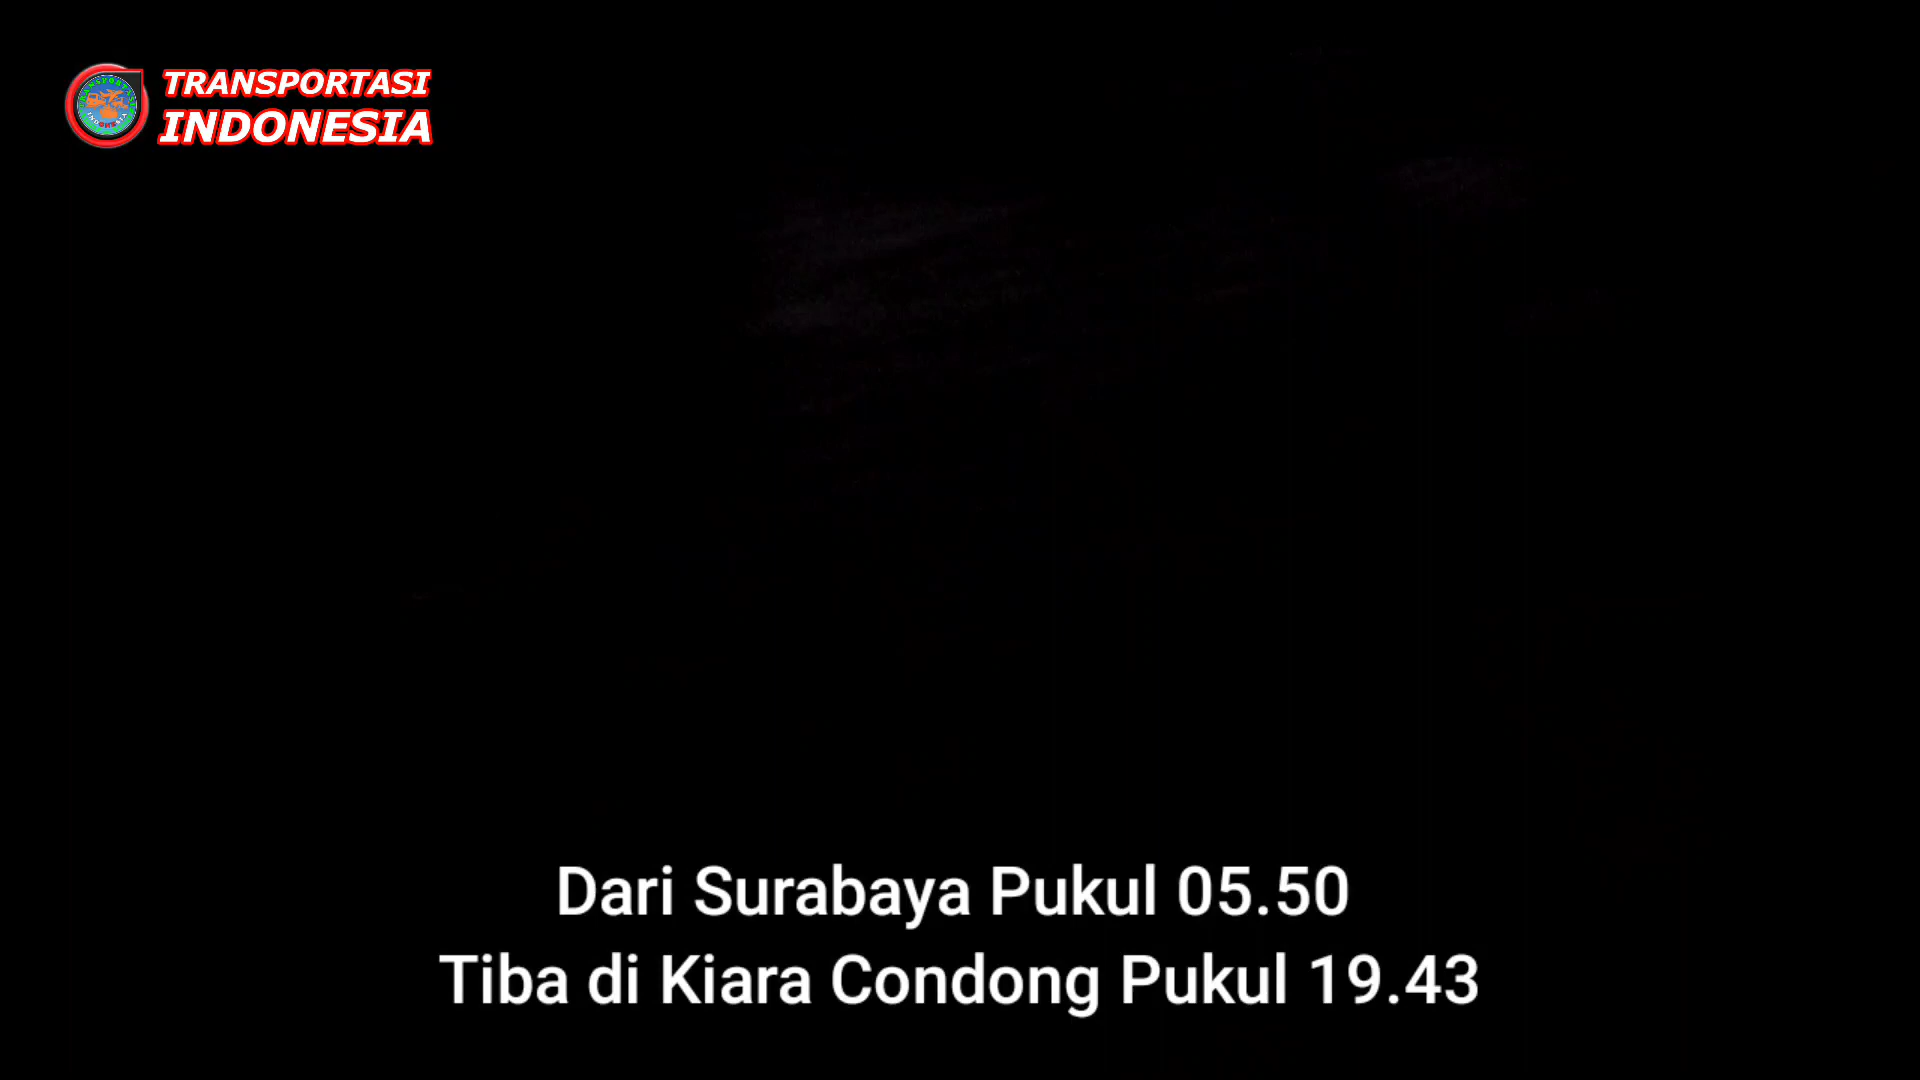 TRANSPORTASI
INDONESIA
Dari Surabaya Pukul 05.50
Tiba di Kiara Condong Pukul 19.43